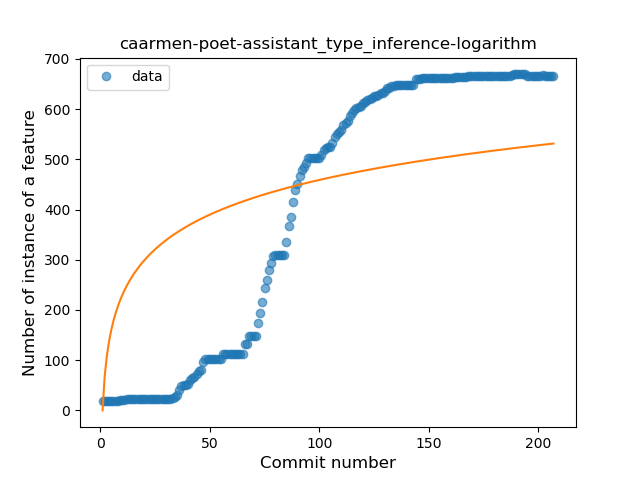 caarmen-poet-assistant_type_inference-logarithm
data
Number of instance of a feature
700
600
500
400
300
200
100
0
0 50 100 150 200
Commit number